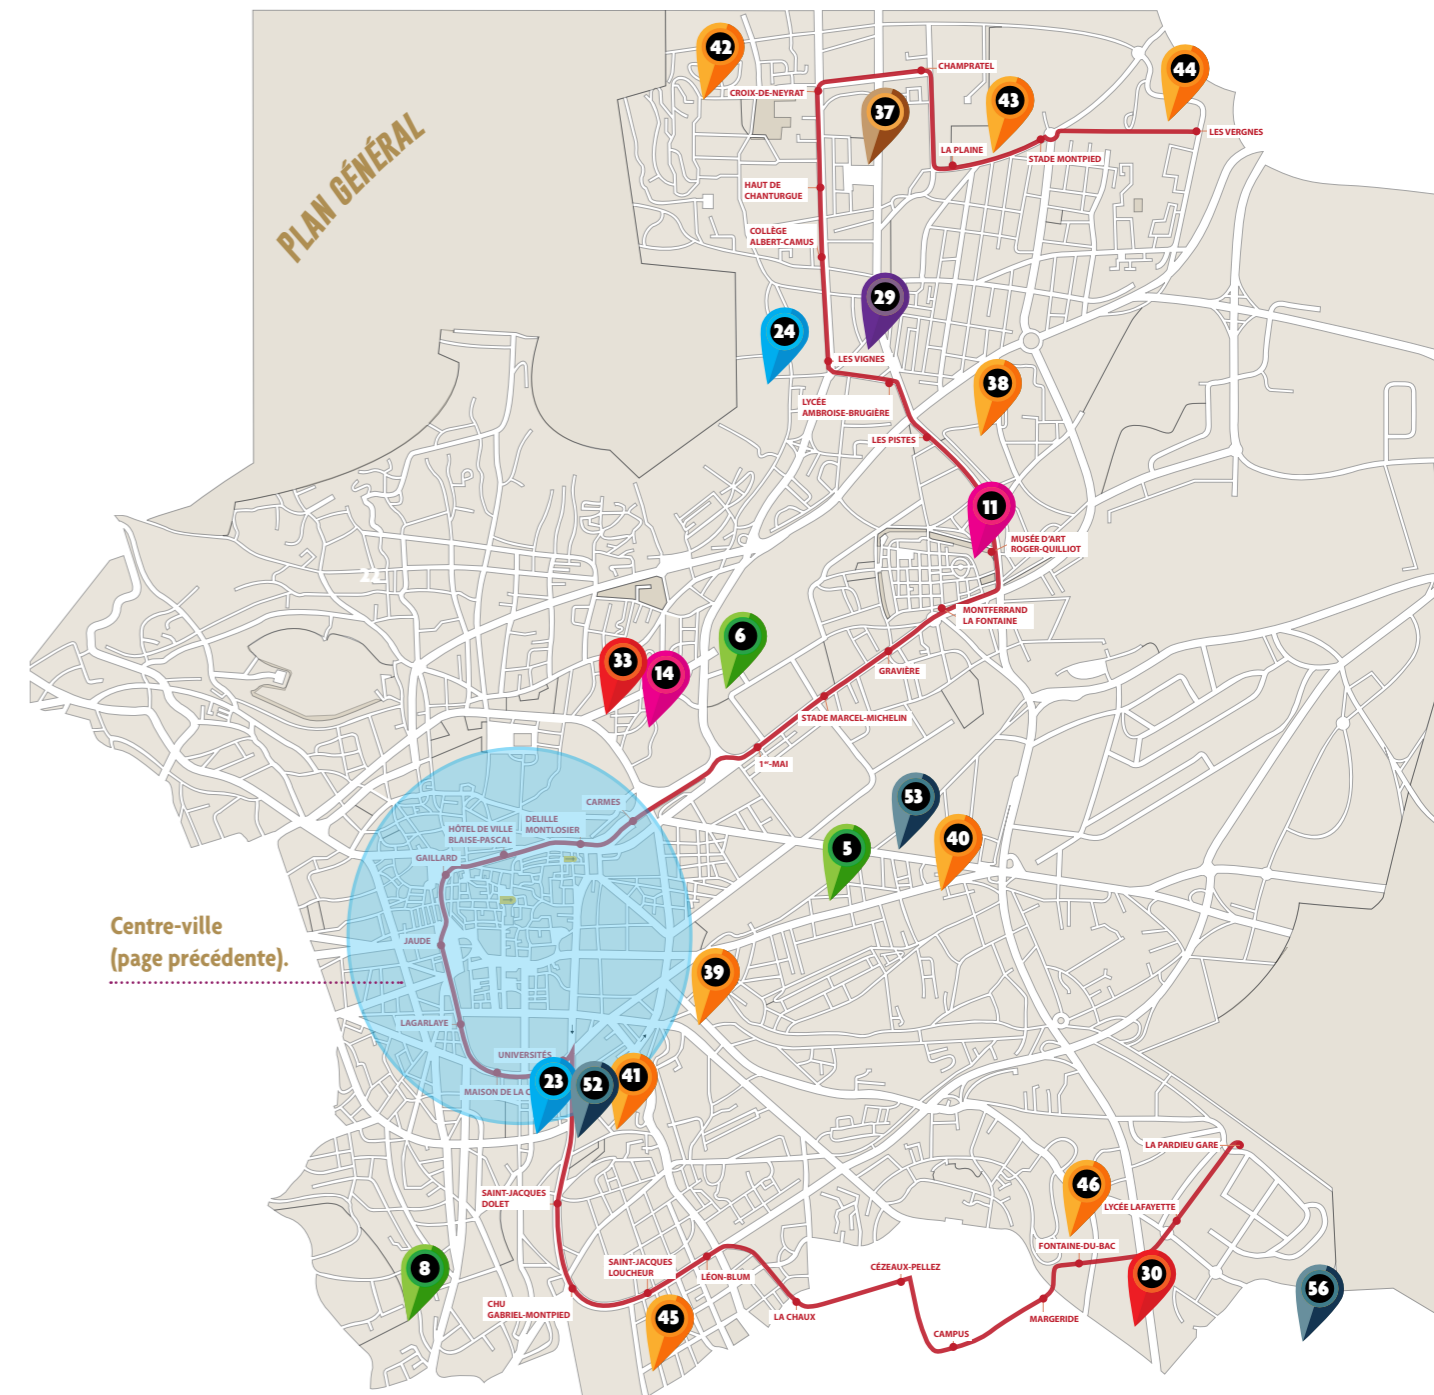 42
CHAMPRATEL
44
CROIX-DE-NEYRAT
43
37
LES VERGNES
LA PLAINE
STADE MONTPIED
PLAN GÉNÉRAL
HAUT DE
CHANTURGUE
COLLÈGE
ALBERT-CAMUS
29
24
LES VIGNES
38
LYCÉE
AMBROISE-BRUGIÈRE
LES PISTES
11
MUSÉE D'ART
ROGER-QUILLIOT
22
MONTFERRAND
LA FONTAINE
6
33
14
GRAVIÈRE
STADE MARCEL-MICHELIN
1er-MAI
53
CARMES
DELILLE
MONTLOSIER
HÔTEL DE VILLE
BLAISE-PASCAL
GAILLARD
5
40
Centre-ville
(page précédente).
JAUDE
39
LAGARLAYE
UNIVERSITÉS
MAISON DE LA C
23
52
41
LA PARDIEU GARE
46
SAINT-JACQUES
DOLET
LYCÉE LAFAYETTE
FONTAINE-DU-BAC
8
SAINT-JACQUES
LOUCHEUR
LÉON-BLUM
CÉZEAUX-PELLEZ
30
56
CHU
GABRIEL-MONTPIED
45
LA CHAUX
MARGERIDE
CAMPUS